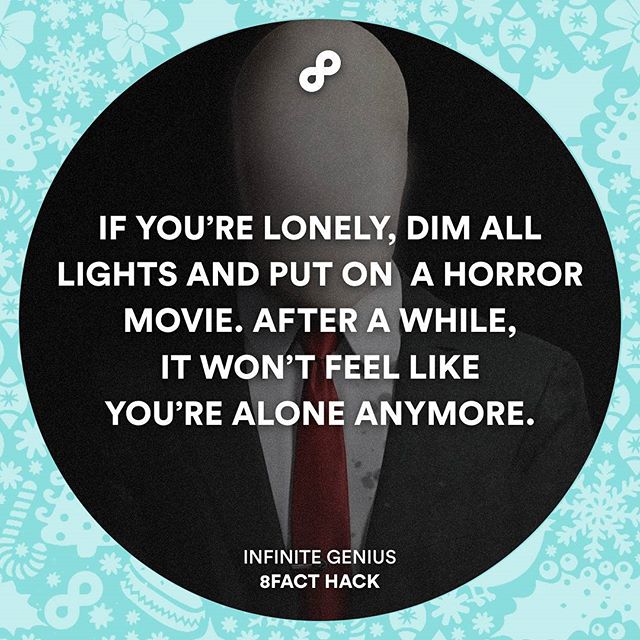 IF YOU’RE LONELY, DIM ALL
LIGHTS AND PUT ON  A HORROR
MOVIE. AFTER A WHILE,
IT WON’T FEEL LIKE
YOU’RE ALONE ANYMORE.
INFINITE GENIUS
8FACT HACK